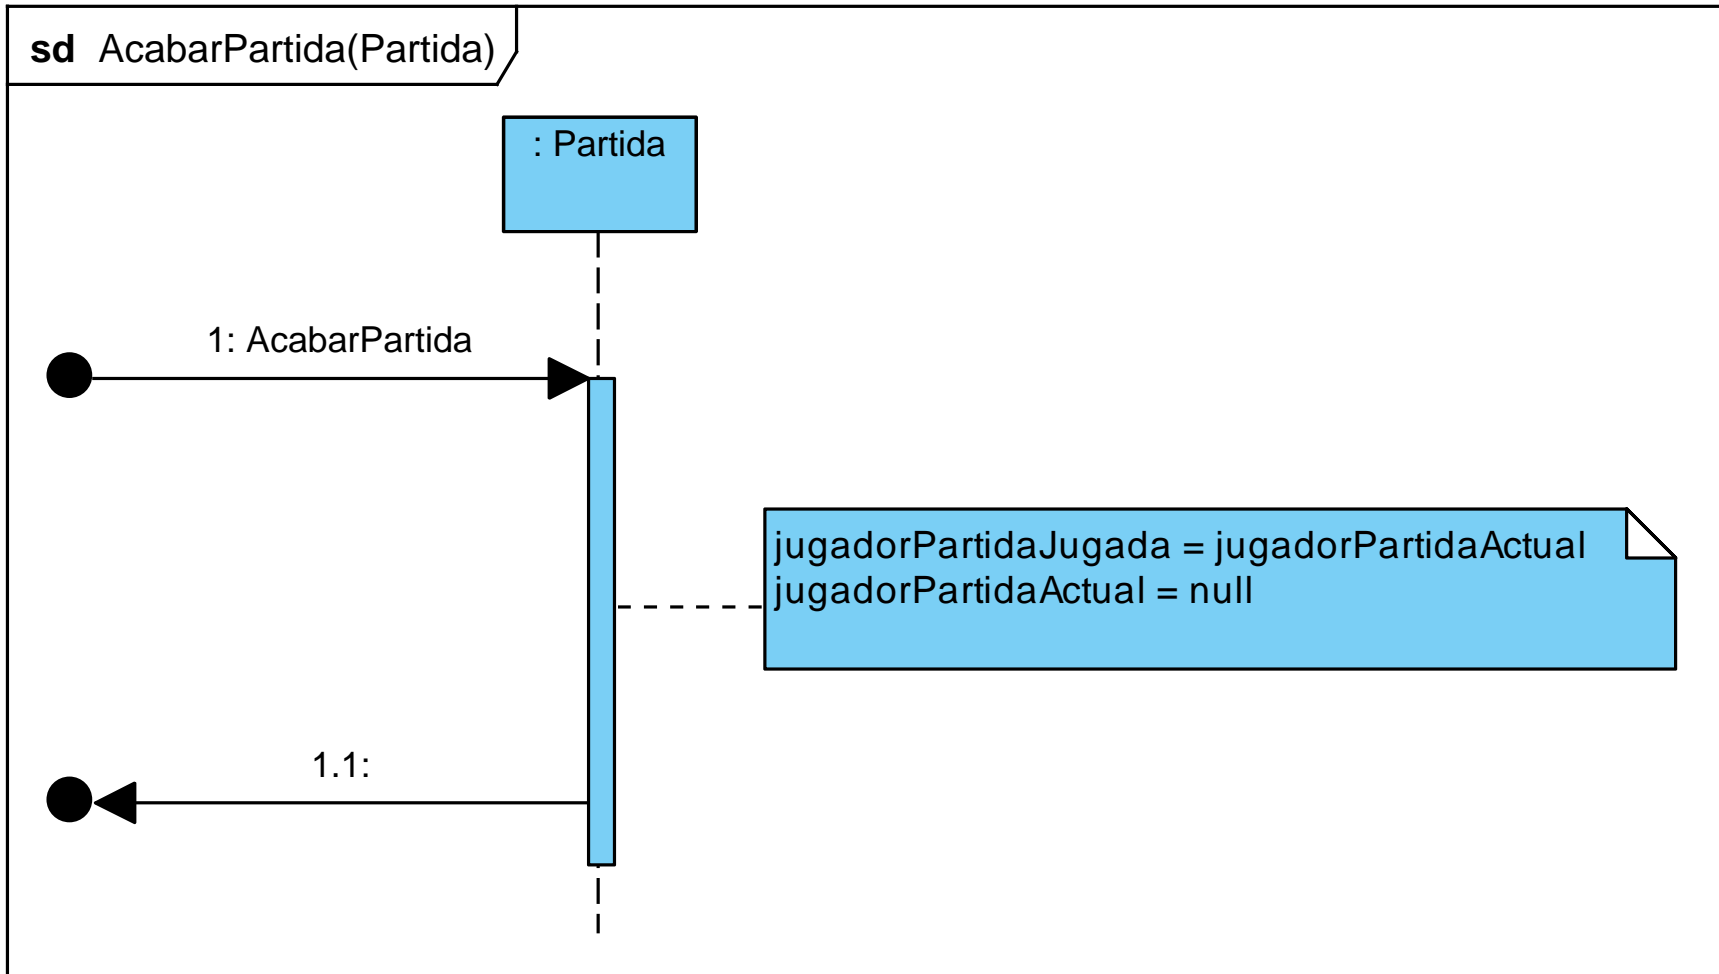 sd AcabarPartida(Partida)
: Partida
1: AcabarPartida
jugadorPartidaJugada = jugadorPartidaActual
jugadorPartidaActual = null
1.1: